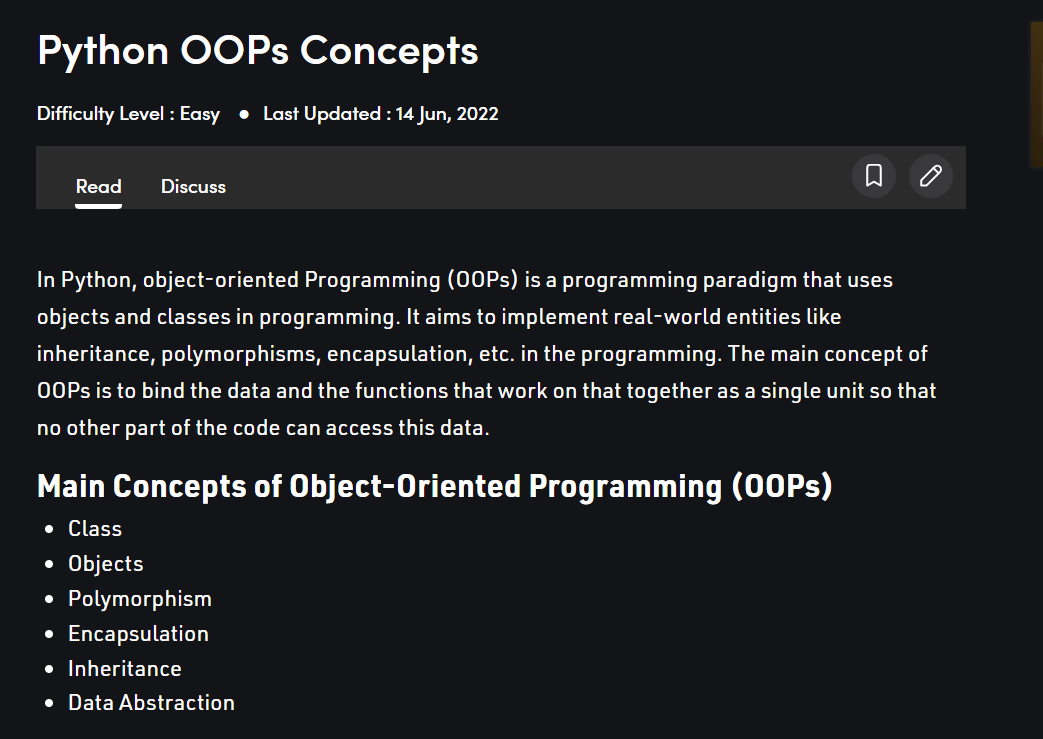 Python OOPs Concepts
Difficulty Level : Easy ● Last Updated : 14 Jun, 2022
Read Discuss
In Python, object-oriented Programming (OOPs) is a programming paradigm that uses
objects and classes in programming. It aims to implement real-world entities like
inheritance, polymorphisms, encapsulation, etc. in the programming. The main concept of
OOPs is to bind the data and the functions that work on that together as a single unit so that
no other part of the code can access this data.
Main Concepts of Object-Oriented Programming (OOPs)
• Class
• Objects
• Polymorphism
• Encapsulation
• Inheritance
• Data Abstraction